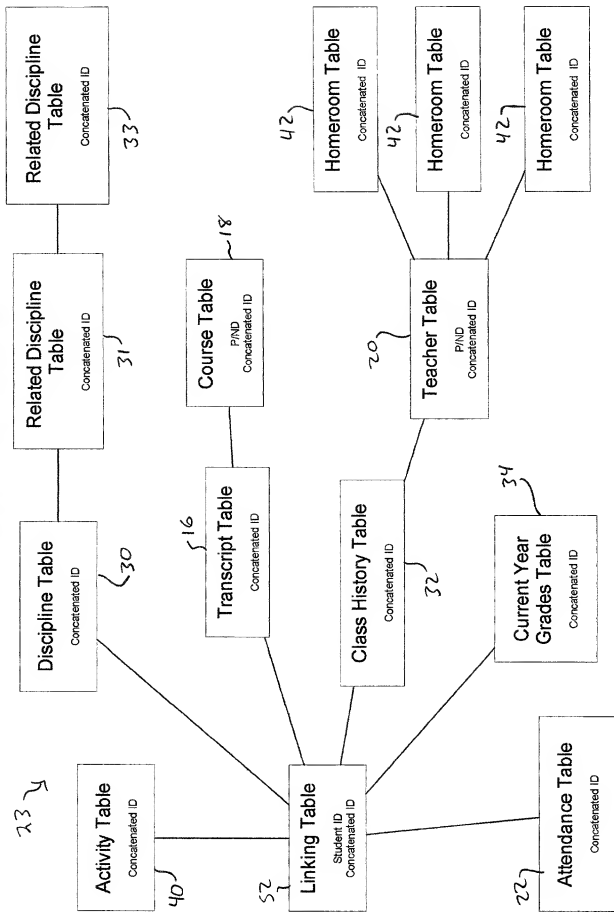 23
Activity Table
Concatenated ID
40
Discipline Table
Concatenated ID
30
Related Discipline
Table
Concatenated ID
31
Related Discipline
Table
Concatenated ID
33
Linking Table
Student ID
Concatenated ID
52
Transcript Table
Concatenated ID
16
Course Table
P/ND
Concatenated ID
18
Class History Table
Concatenated ID
32
Teacher Table
P/ND
Concatenated ID
20
Homeroom Table
Concatenated ID
42
Homeroom Table
Concatenated ID
42
Homeroom Table
Concatenated ID
42
Current Year
Grades Table
Concatenated ID
34
Attendance Table
Concatenated ID
22